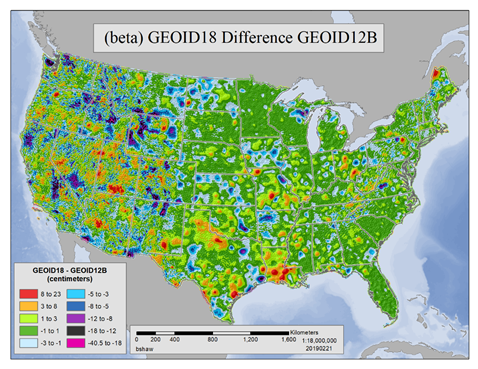 (beta) GEOID18 Difference GEOID12B
GEOID18 - GEOID12B
(centimeters)
8 to 23
3 to 8
1 to 3
-1 to 1
-3 to -1
-5 to -3
-8 to -5
-12 to -8
-18 to -12
-40.5 to -18
Kilometers
0 200 400 800 1,200 1,600
1:18,000,000
bshaw
20190221